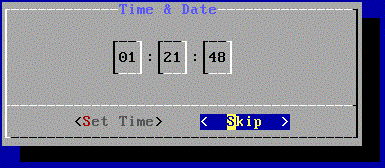 Time & Date
01 : 21 : 48
<Set Time> < Skip >